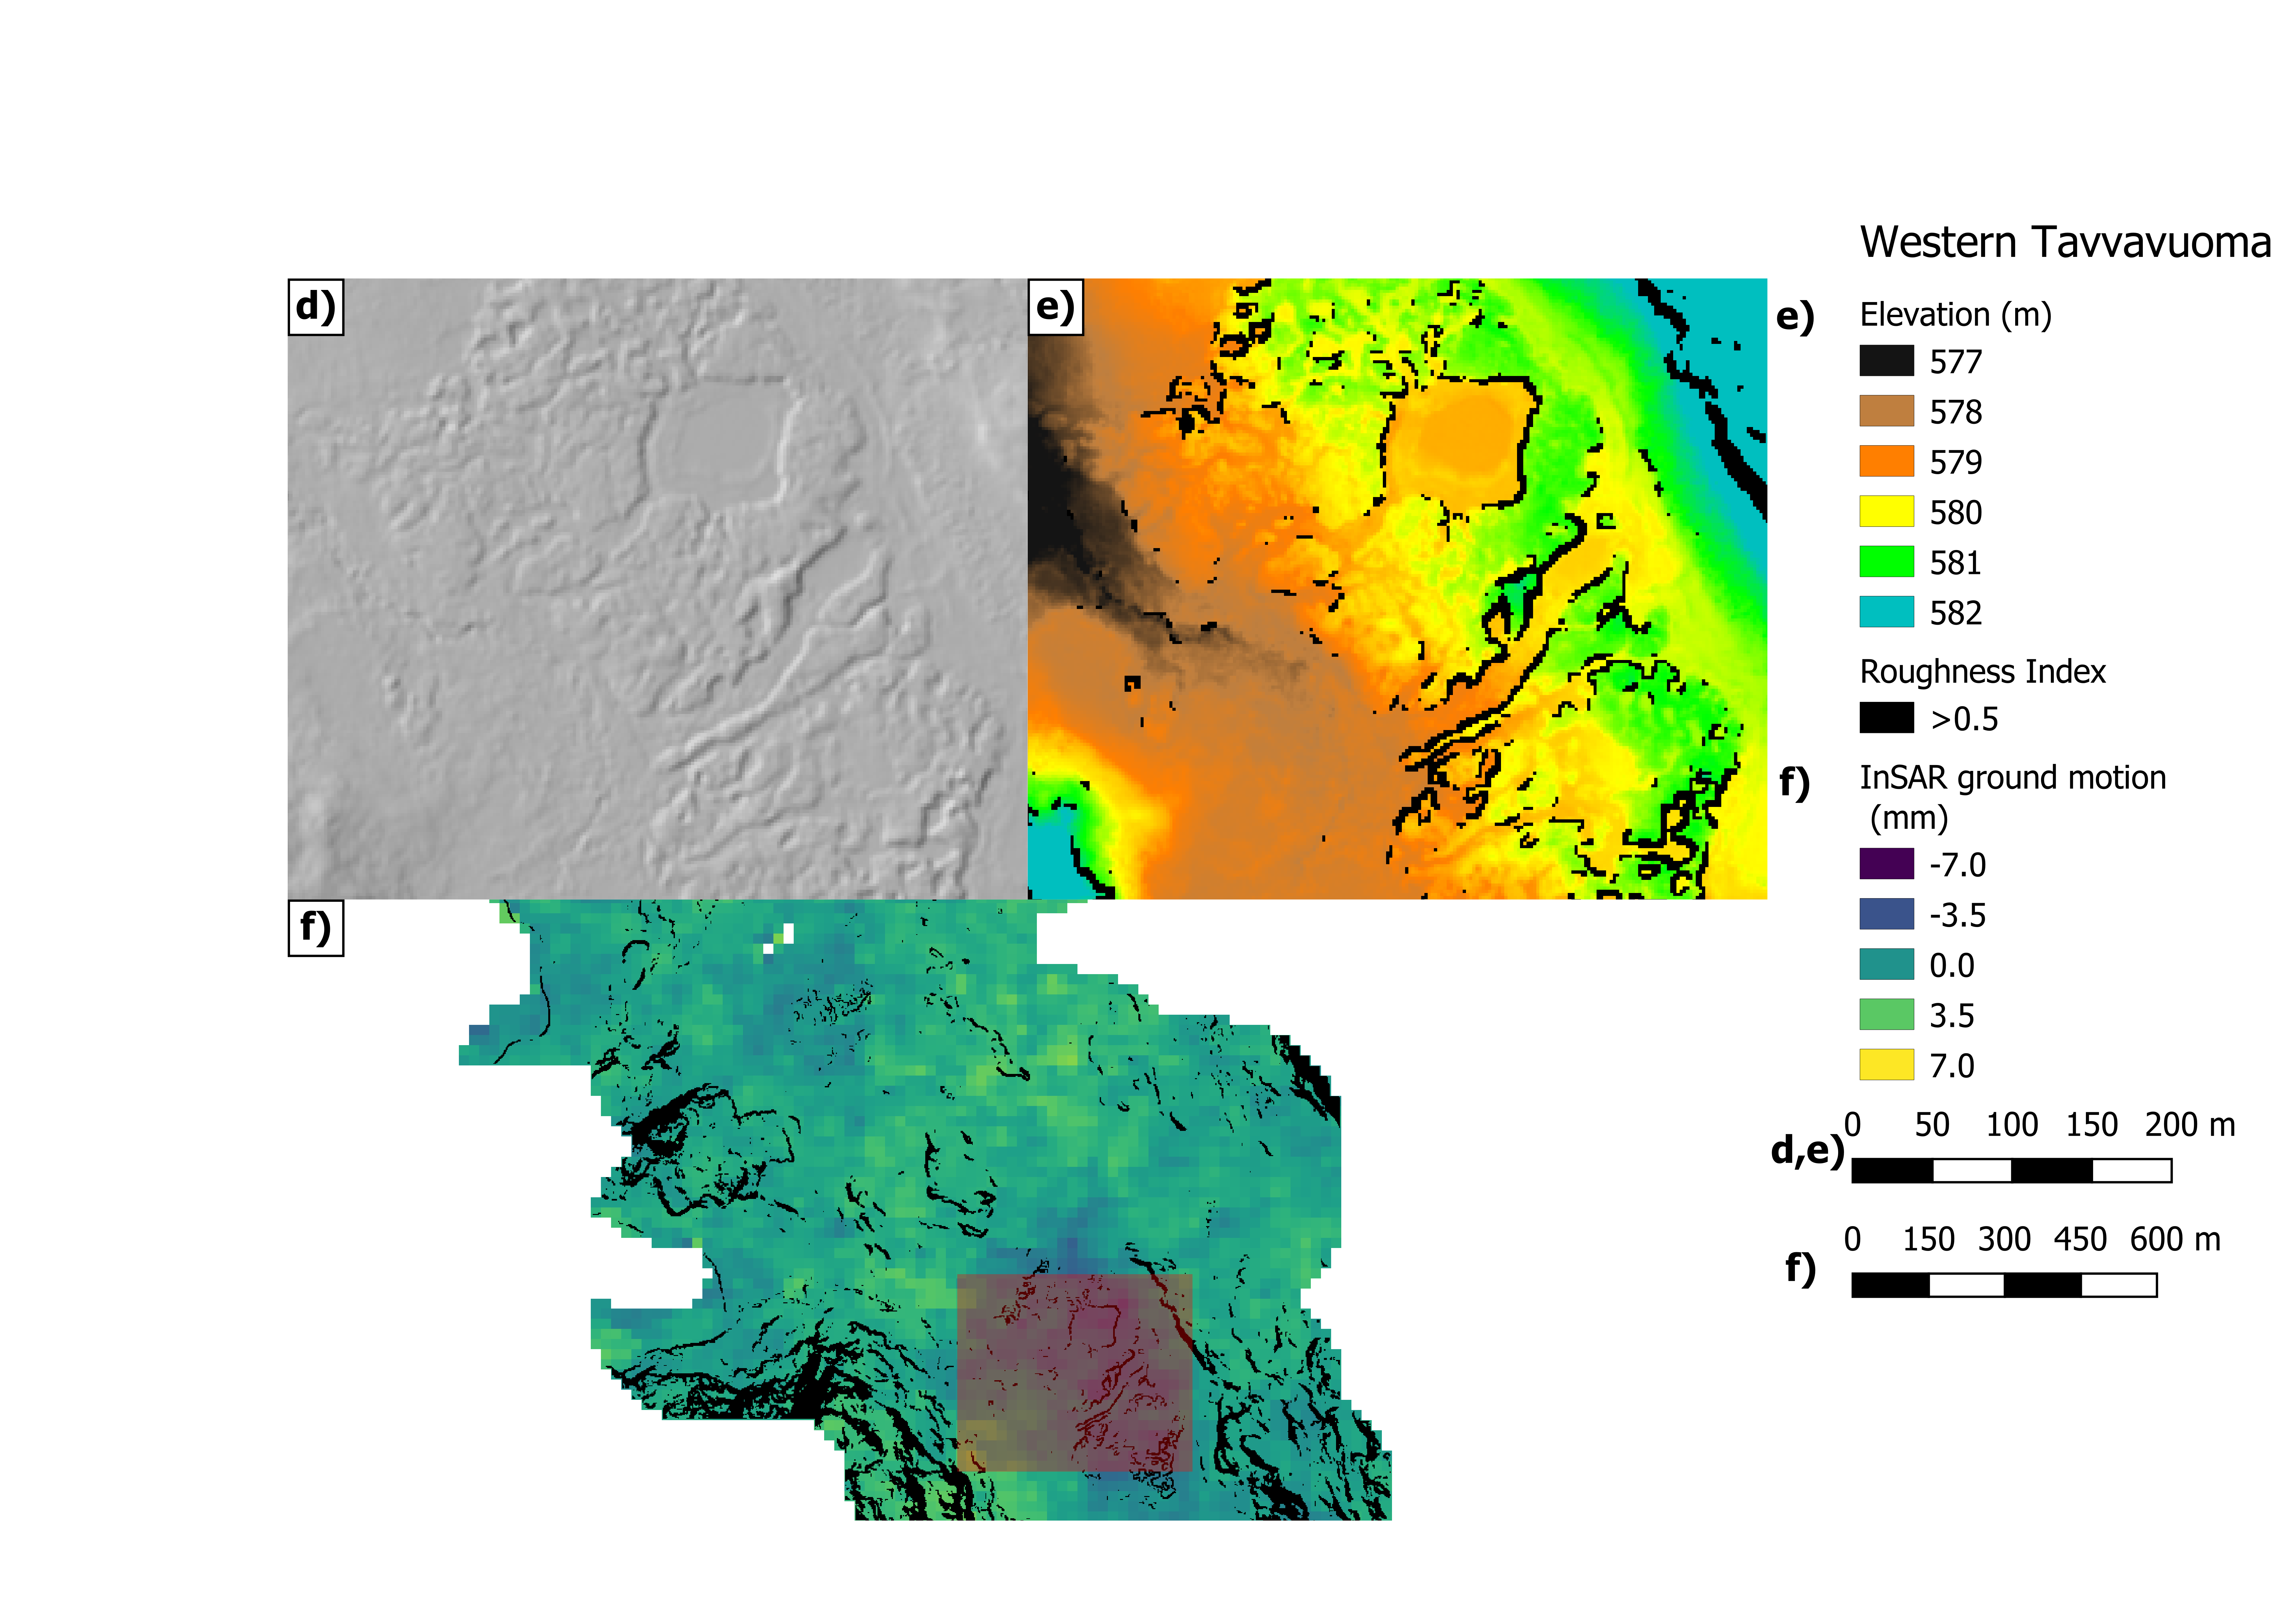 Western Tavvavuoma
d)
e)
e)
Elevation (m)
577
578
579
580
581
582
Roughness Index
>0.5
f)
InSAR ground motion
(mm)
-7.0
-3.5
0.0
3.5
7.0
f)
d,e)
0 50 100 150 200 m
f)
0 150 300 450 600 m